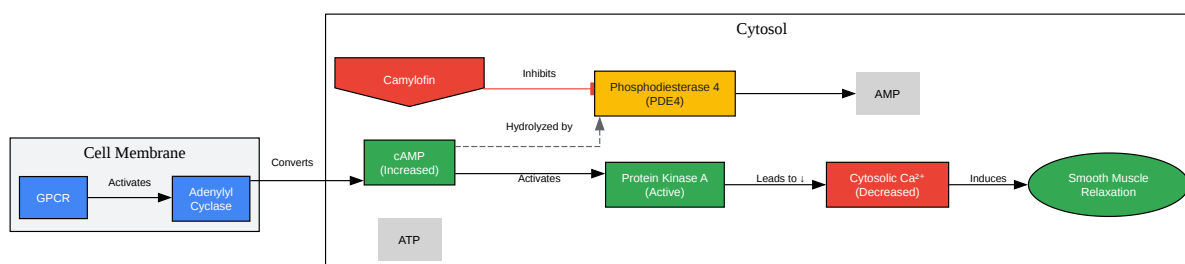 Cytosol
Camylofin
Inhibits
Phosphodiesterase 4
(PDE4)
AMP
Hydrolyzed by
Cell Membrane
GPCR
Activates
Adenylyl
Cyclase
Converts
cAMP
(Increased)
Activates
Protein Kinase A
(Active)
Leads to ↓
Cytosolic Ca²⁺
(Decreased)
Induces
Smooth Muscle
Relaxation
ATP